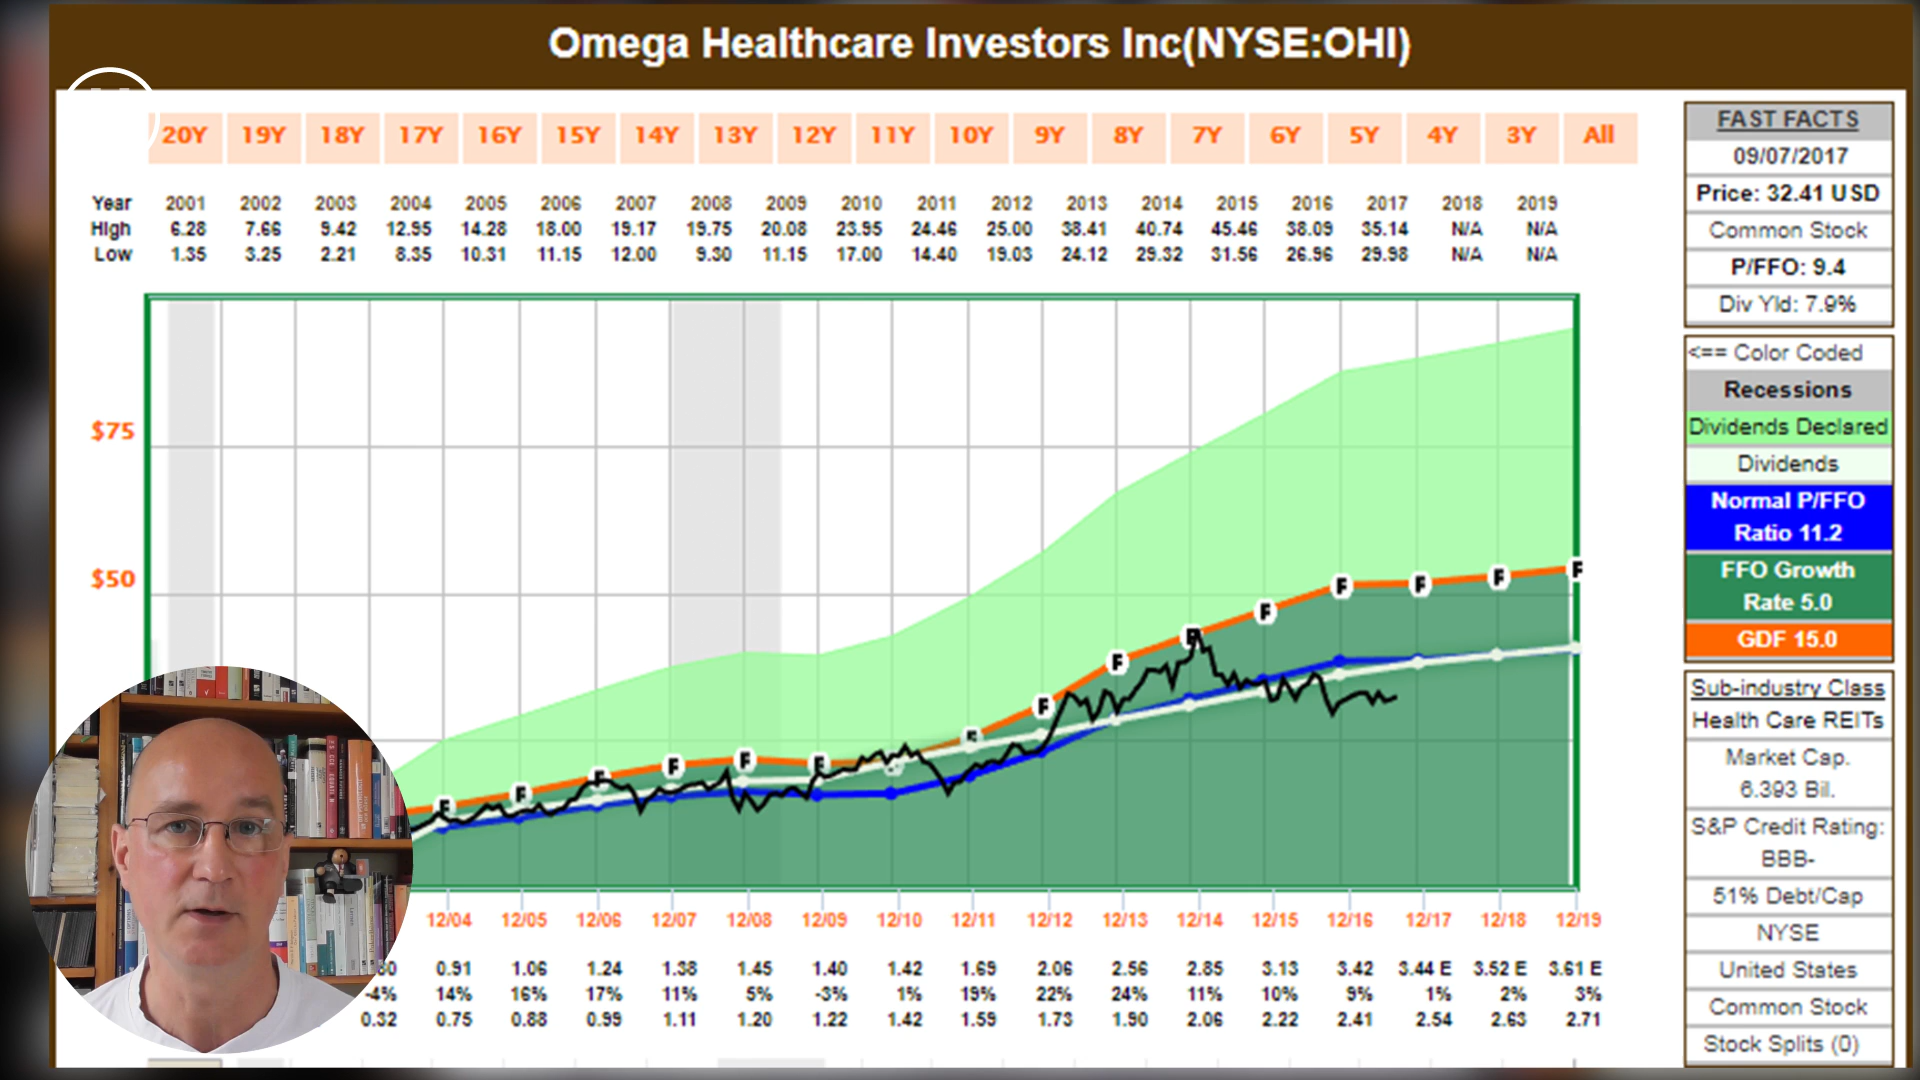 Omega Healthcare Investors Inc(NYSE:OHI)
20Y 19Y 18Y 17Y 16Y 15Y 14Y 13Y 12Y 11Y 10Y 9Y 8Y 7Y 6Y 5Y 4Y 3Y All
Year 2001 2002 2003 2004 2005 2006 2007 2008 2009 2010 2011 2012 2013 2014 2015 2016 2017 2018 2019
High 6.28 7.66 9.42 12.95 14.28 18.00 19.17 19.75 20.08 23.95 24.46 25.00 38.41 40.74 45.46 38.09 35.14 N/A N/A
Low 1.35 3.25 2.21 8.35 10.31 11.15 12.00 9.30 11.15 17.00 14.40 19.03 24.12 29.32 31.56 26.96 29.98 N/A N/A
$75
$50
F F F F F F F F F F F F F F F
12/04 12/05 12/06 12/07 12/08 12/09 12/10 12/11 12/12 12/13 12/14 12/15 12/16 12/17 12/18 12/19
0.91 1.06 1.24 1.38 1.45 1.40 1.42 1.69 2.06 2.56 2.85 3.13 3.42 3.44 E 3.52 E 3.61 E
-4% 14% 16% 17% 11% 5% -3% 1% 19% 22% 24% 11% 10% 9% 1% 2% 3%
0.32 0.75 0.88 0.99 1.11 1.20 1.22 1.42 1.59 1.73 1.90 2.06 2.22 2.41 2.54 2.63 2.71
FAST FACTS
09/07/2017
Price: 32.41 USD
Common Stock
P/FFO: 9.4
Div Yld: 7.9%
<== Color Coded
Recessions
Dividends Declared
Dividends
Normal P/FFO
Ratio 11.2
FFO Growth
Rate 5.0
GDF 15.0
Sub-industry Class
Health Care REITs
Market Cap.
6.393 Bil.
S&P Credit Rating:
BBB-
51% Debt/Cap
NYSE
United States
Common Stock
Stock Splits (0)